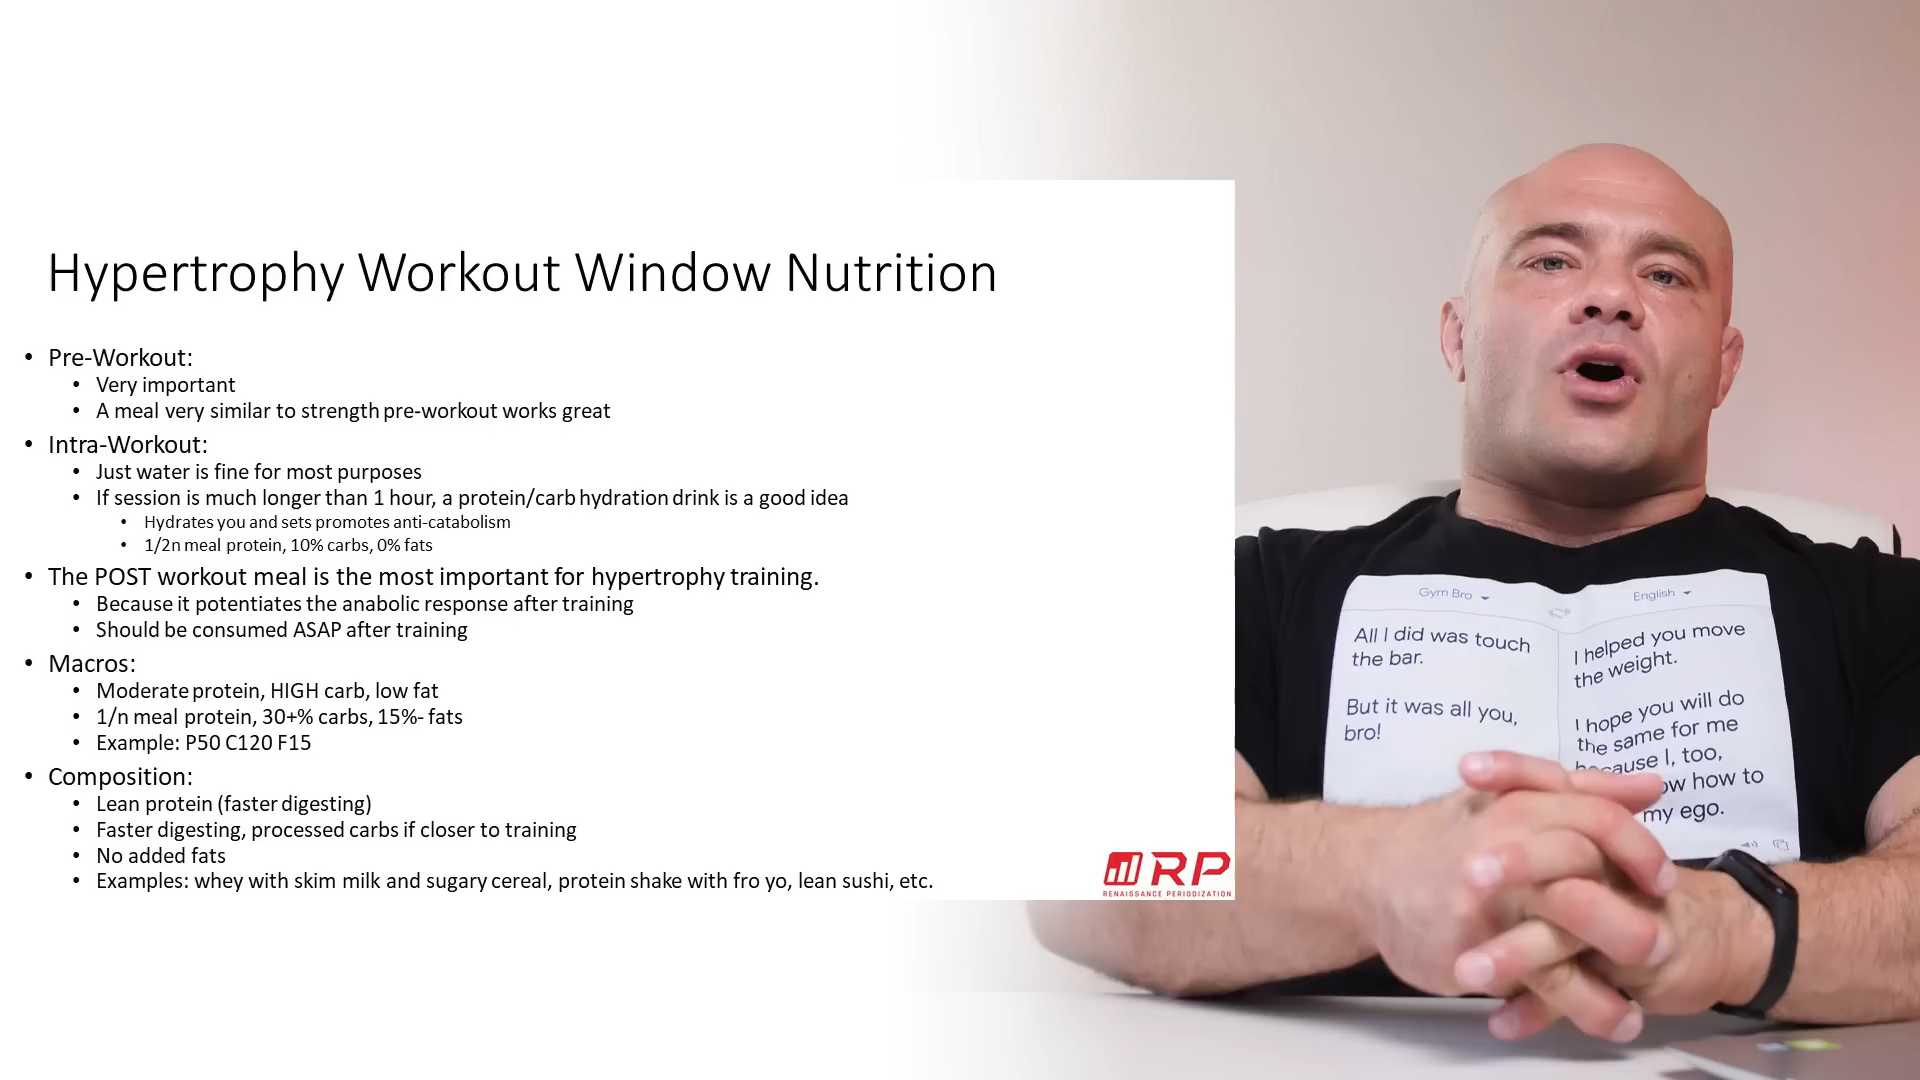 Hypertrophy Workout Window Nutrition
• Pre-Workout:
• Very important
• A meal very similar to strength pre-workout works great
• Intra-Workout:
• Just water is fine for most purposes
• If session is much longer than 1 hour, a protein/carb hydration drink is a good idea
• Hydrates you and sets promotes anti-catabolism
• 1/2n meal protein, 10% carbs, 0% fats
• The POST workout meal is the most important for hypertrophy training.
• Because it potentiates the anabolic response after training
• Should be consumed ASAP after training
• Macros:
• Moderate protein, HIGH carb, low fat
• 1/n meal protein, 30+% carbs, 15%- fats
• Example: P50 C120 F15
• Composition:
• Lean protein (faster digesting)
• Faster digesting, processed carbs if closer to training
• No added fats
• Examples: whey with skim milk and sugary cereal, protein shake with fro yo, lean sushi, etc.
RP
RENAISSANCE PERIODIZATION
Gym Bro
All I did was touch
the bar.
But it was all you,
bro!
English
I helped you move
the weight.
I hope you will do
the same for me
I, too,
how to
my ego.